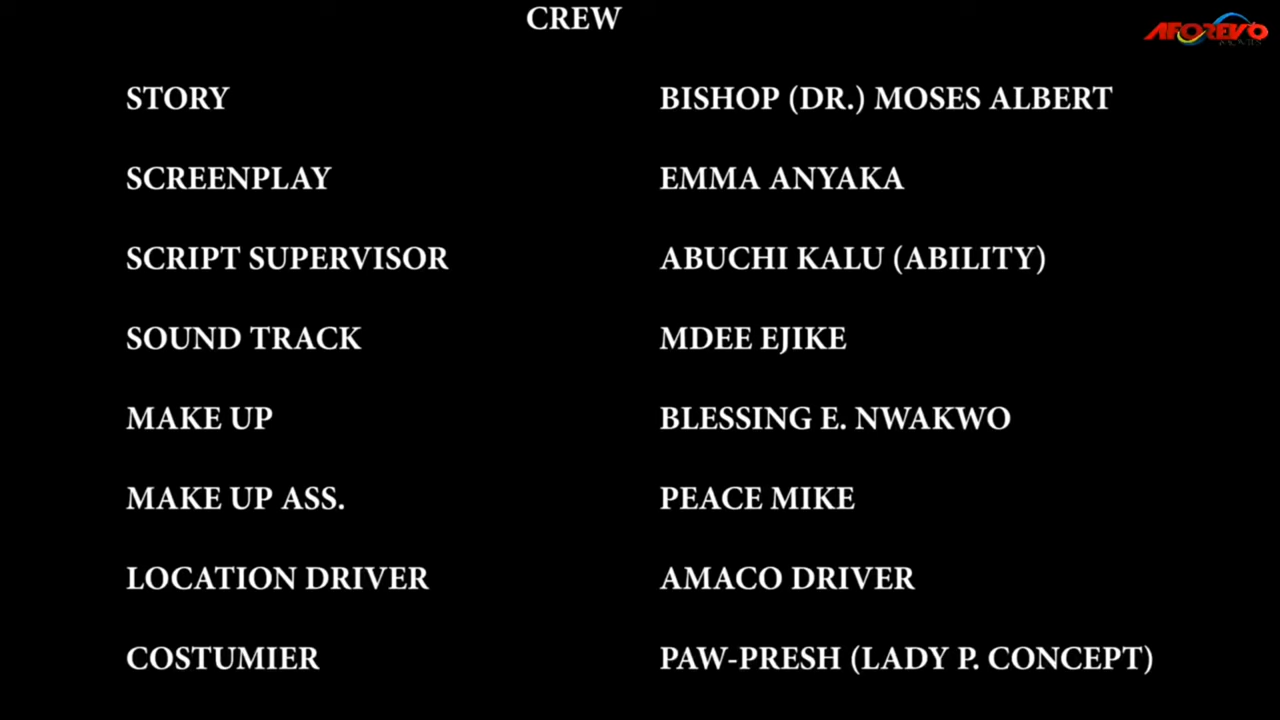 CREW
AFOREVO
STORY BISHOP (DR.) MOSES ALBERT
SCREENPLAY EMMA ANYAKA
SCRIPT SUPERVISOR ABUCHI KALU (ABILITY)
SOUND TRACK MDEE EJIKE
MAKE UP BLESSING E. NWAKWO
MAKE UP ASS. PEACE MIKE
LOCATION DRIVER AMACO DRIVER
COSTUMIER PAW-PRESH (LADY P. CONCEPT)